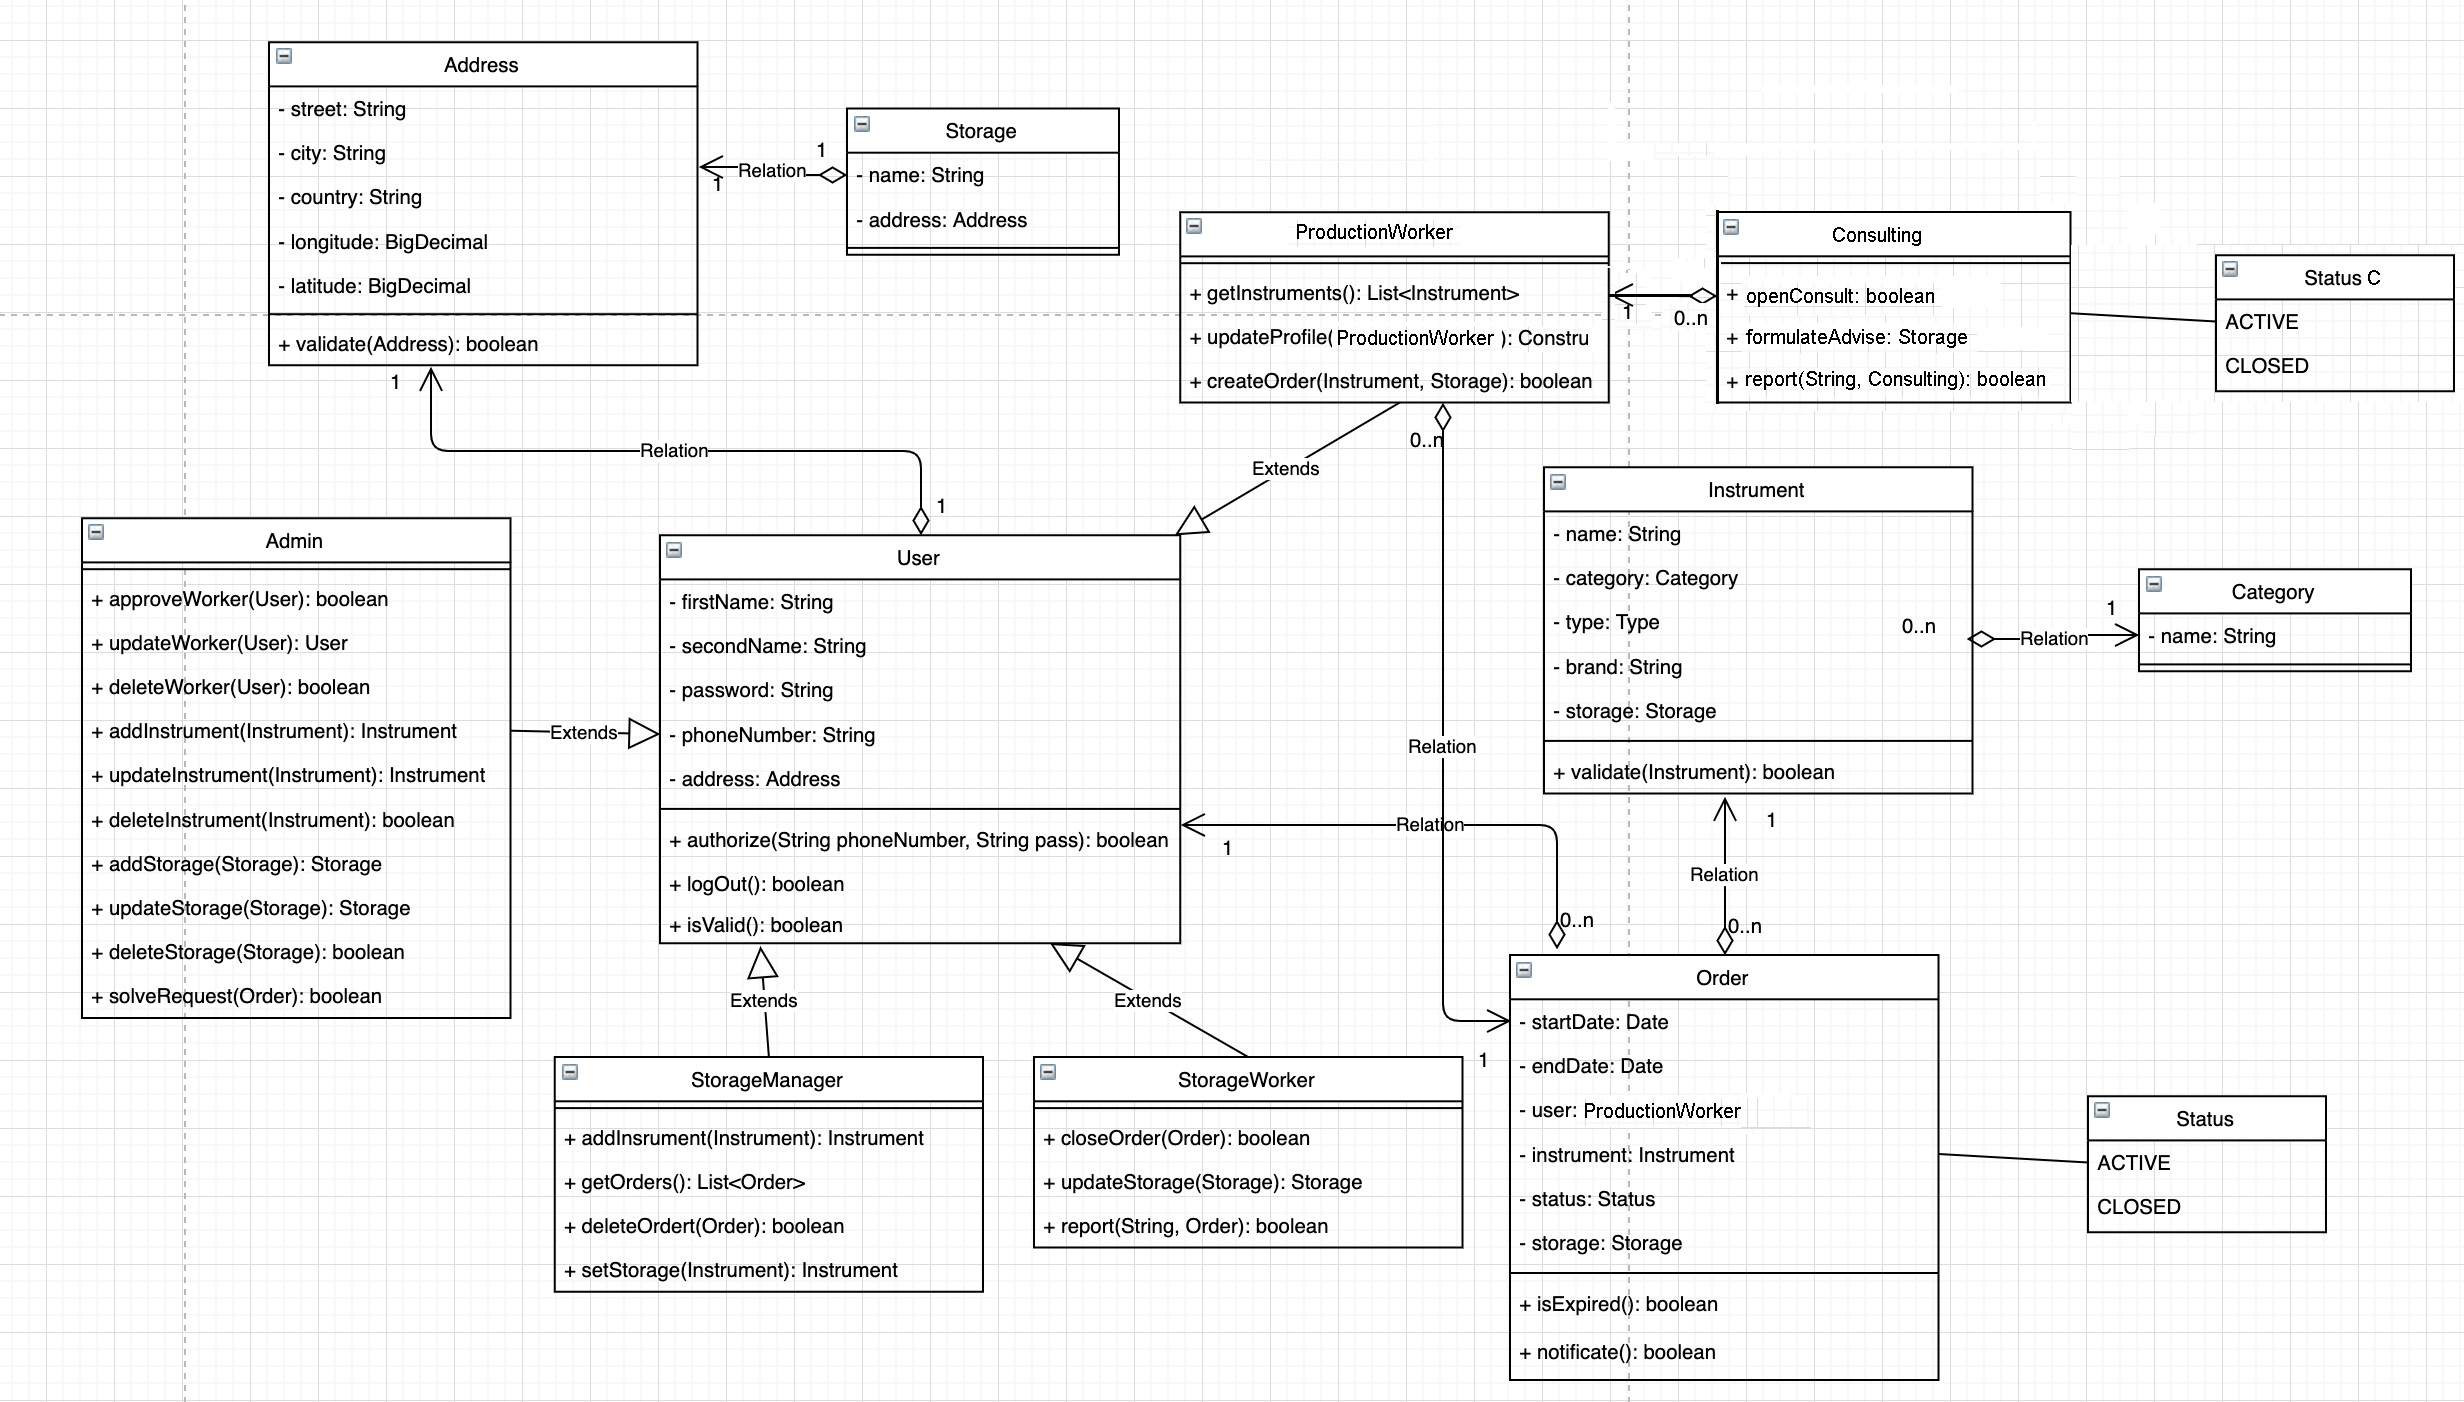 Address
- street: String
- city: String
- country: String
- longitude: BigDecimal
- latitude: BigDecimal
+ validate(Address): boolean
1
Relation
1
Storage
- name: String
- address: Address
ProductionWorker
+ getInstruments(): List<Instrument>
+ updateProfile( ProductionWorker ): Constru
+ createOrder(Instrument, Storage): boolean
1
0..n
Consulting
+ openConsult: boolean
+ formulateAdvise: Storage
+ report(String, Consulting): boolean
Status C
ACTIVE
CLOSED
1
Relation
1
Extends
0..n
Relation
1
Admin
+ approveWorker(User): boolean
+ updateWorker(User): User
+ deleteWorker(User): boolean
+ addInstrument(Instrument): Instrument
+ updateInstrument(Instrument): Instrument
+ deleteInstrument(Instrument): boolean
+ addStorage(Storage): Storage
+ updateStorage(Storage): Storage
+ deleteStorage(Storage): boolean
+ solveRequest(Order): boolean
Extends
User
- firstName: String
- secondName: String
- password: String
- phoneNumber: String
- address: Address
+ authorize(String phoneNumber, String pass): boolean
+ logOut(): boolean
+ isValid(): boolean
Instrument
- name: String
- category: Category
- type: Type
- brand: String
- storage: Storage
+ validate(Instrument): boolean
0..n
Relation
1
Category
- name: String
Relation
1
0..n
1
Relation
0..n
Extends
Extends
StorageManager
+ addInsrument(Instrument): Instrument
+ getOrders(): List<Order>
+ deleteOrdert(Order): boolean
+ setStorage(Instrument): Instrument
StorageWorker
+ closeOrder(Order): boolean
+ updateStorage(Storage): Storage
+ report(String, Order): boolean
Order
- startDate: Date
- endDate: Date
- user: ProductionWorker
- instrument: Instrument
- status: Status
- storage: Storage
+ isExpired(): boolean
+ notificate(): boolean
Status
ACTIVE
CLOSED